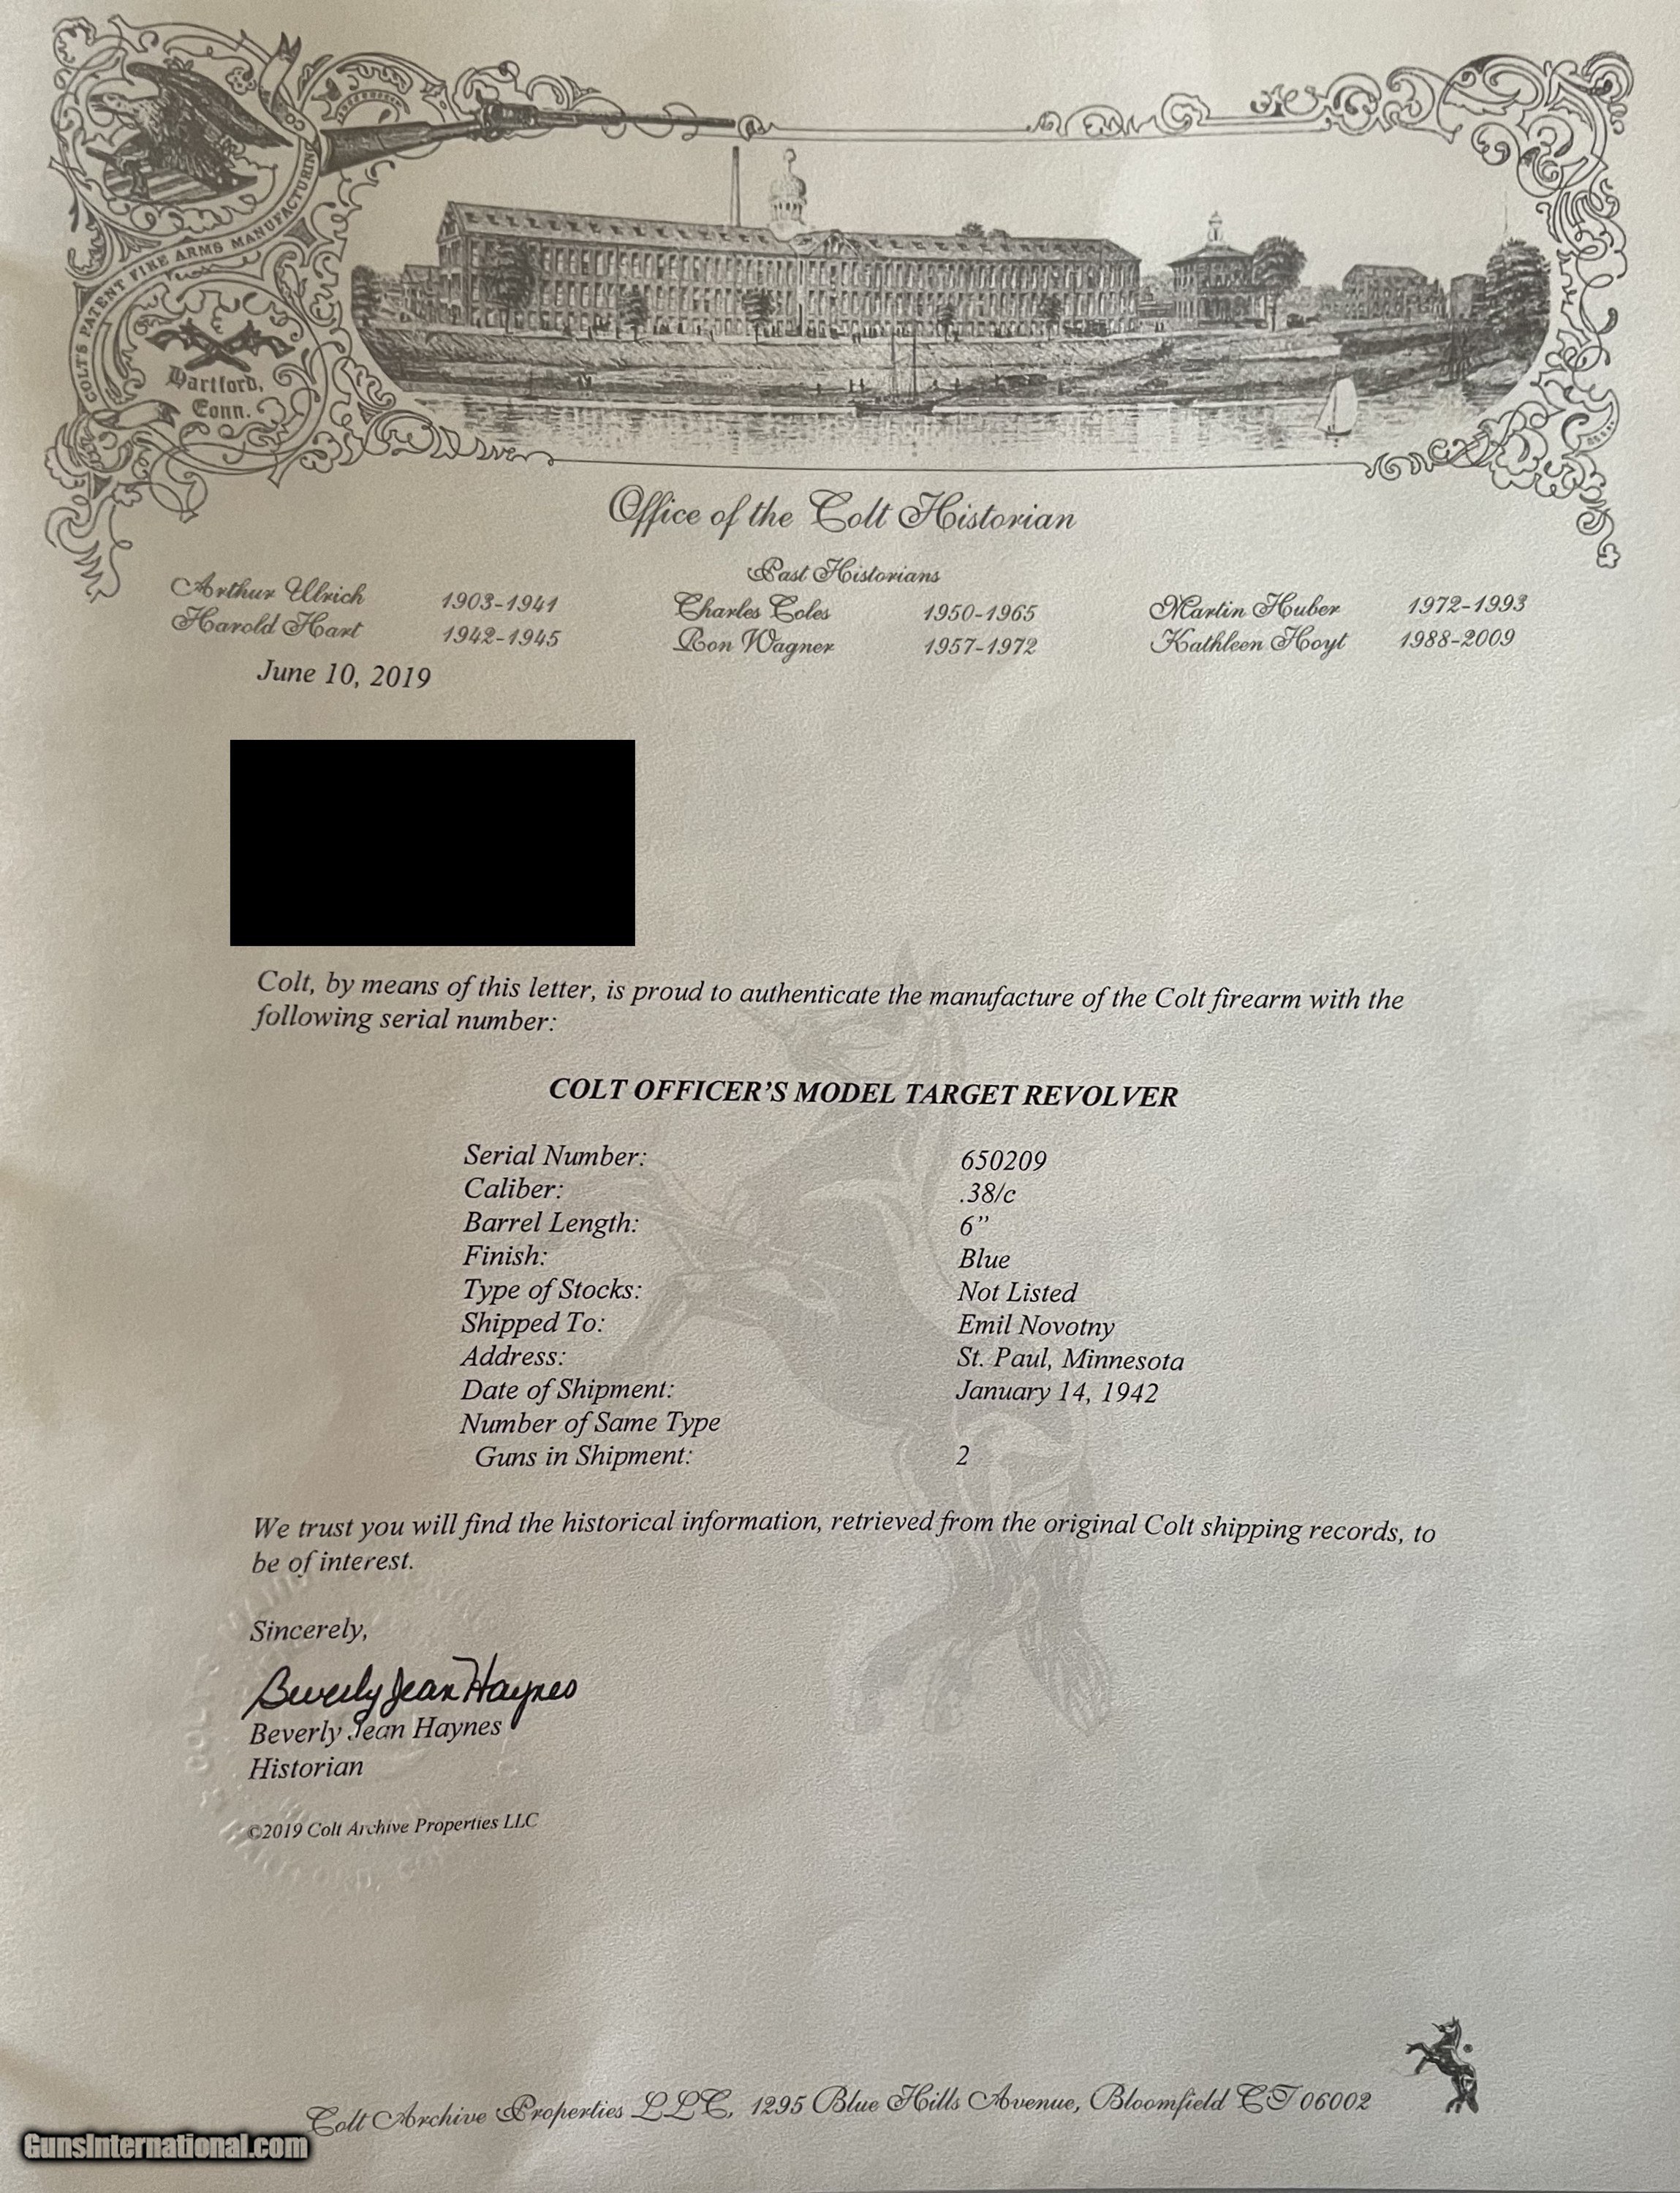 COLT'S PATENT FIRE ARMS MANUFACTURING
Hartford,
Conn.
Office of the Colt Historian
Past Historians
Arthur Ulrich 1903-1941 Charles Coles 1950-1965 Martin Huber 1972-1993
Harold Hart 1942-1945 Ron Wagner 1957-1972 Kathleen Hoyt 1988-2009
June 10, 2019
Colt, by means of this letter, is proud to authenticate the manufacture of the Colt firearm with the
following serial number:
COLT OFFICER'S MODEL TARGET REVOLVER
Serial Number: 650209
Caliber: .38/c
Barrel Length: 6”
Finish: Blue
Type of Stocks: Not Listed
Shipped To: Emil Novotny
Address: St. Paul, Minnesota
Date of Shipment: January 14, 1942
Number of Same Type
Guns in Shipment: 2
We trust you will find the historical information, retrieved from the original Colt shipping records, to
be of interest.
Sincerely,
Beverly Jean Haynes
Beverly Jean Haynes
Historian
©2019 Colt Archive Properties LLC
Colt Archive Properties LLC, 1295 Blue Hills Avenue, Bloomfield CT 06002
®
GunsInternational.com